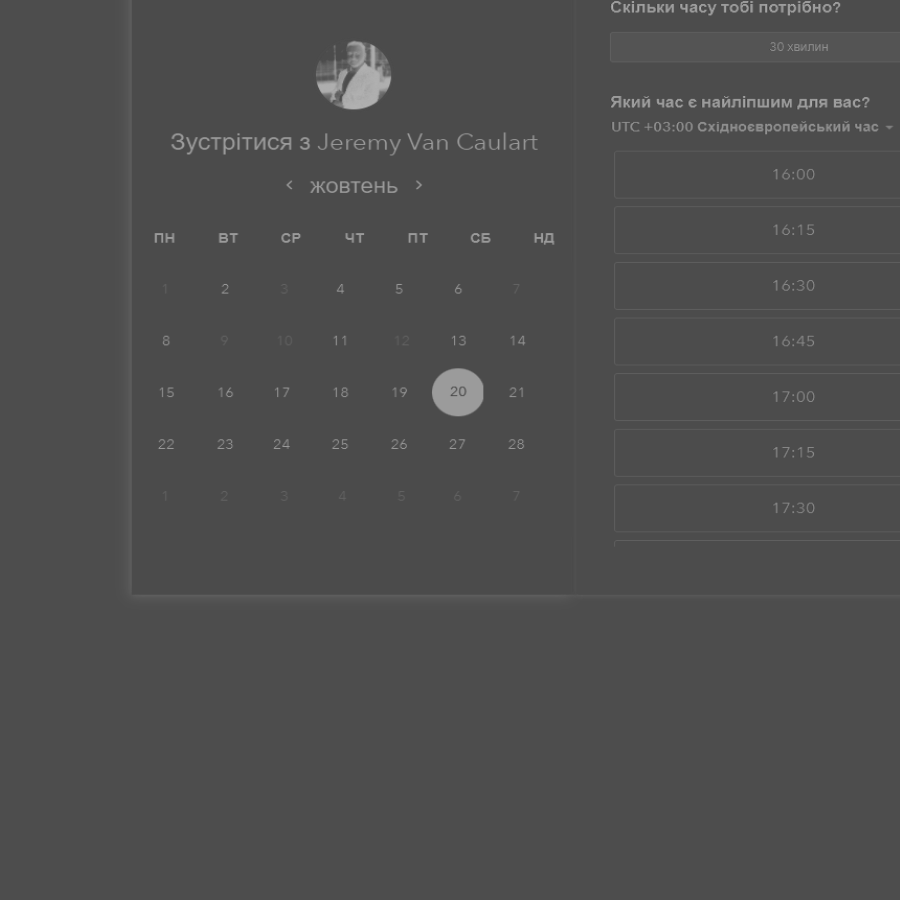 Зустрітися з Jeremy Van Caulart
жовтень
ПН ВТ СР ЧТ ПТ СБ НД
1 2 3 4 5 6 7
8 9 10 11 12 13 14
15 16 17 18 19 20 21
22 23 24 25 26 27 28
1 2 3 4 5 6 7
Скільки часу тобі потрібно?
30 хвилин
Який час є найліпшим для вас?
UTC +03:00 Східноєвропейський час
16:00
16:15
16:30
16:45
17:00
17:15
17:30